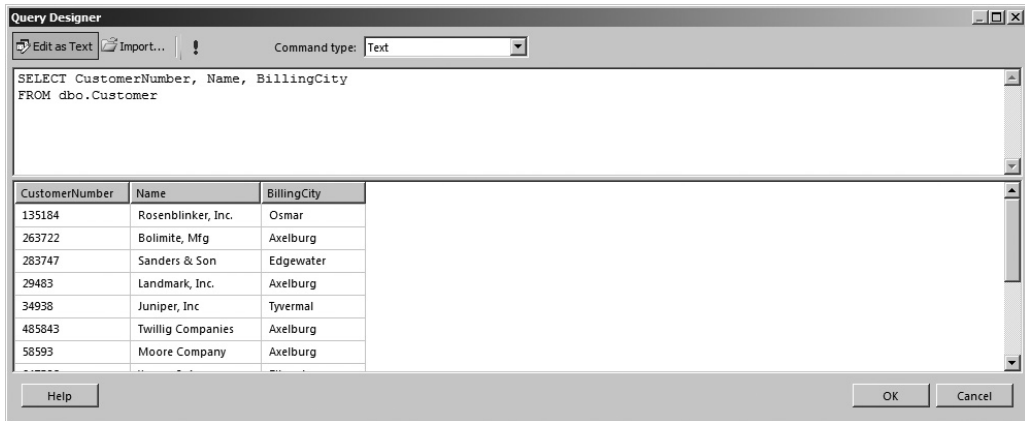 Query Designer
Edit as Text Import... ! Command type: Text
SELECT CustomerNumber, Name, BillingCity
FROM dbo.Customer
CustomerNumber Name BillingCity
135184 Rosenblinker, Inc. Osmar
263722 Bolimite, Mfg Axelburg
283747 Sanders & Son Edgewater
29483 Landmark, Inc. Axelburg
34938 Juniper, Inc Tyvermal
485843 Twillig Companies Axelburg
58593 Moore Company Axelburg
Help OK Cancel